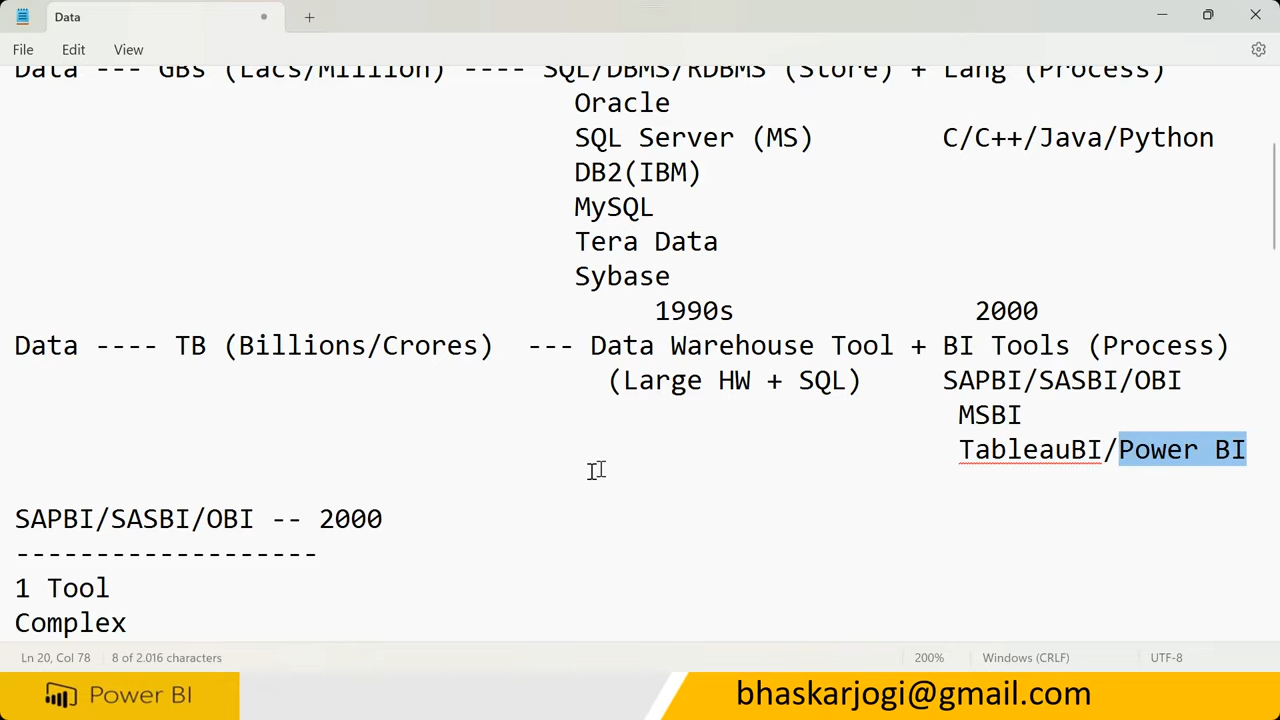 Data
File Edit View
Data --- GBs (Lacs/Million) ---- SQL/DBMS/RDBMS (Store) + Lang (Process)
Oracle
SQL Server (MS) C/C++/Java/Python
DB2(IBM)
MySQL
Tera Data
Sybase
1990s 2000
Data ---- TB (Billions/Crores) --- Data Warehouse Tool + BI Tools (Process)
(Large HW + SQL) SAPBI/SASBI/OBI
MSBI
TableauBI/Power BI
SAPBI/SASBI/OBI -- 2000
-------------------
1 Tool
Complex
Ln 20, Col 78 8 of 2.016 characters 200% Windows (CRLF) UTF-8
Power BI bhaskarjogi@gmail.com